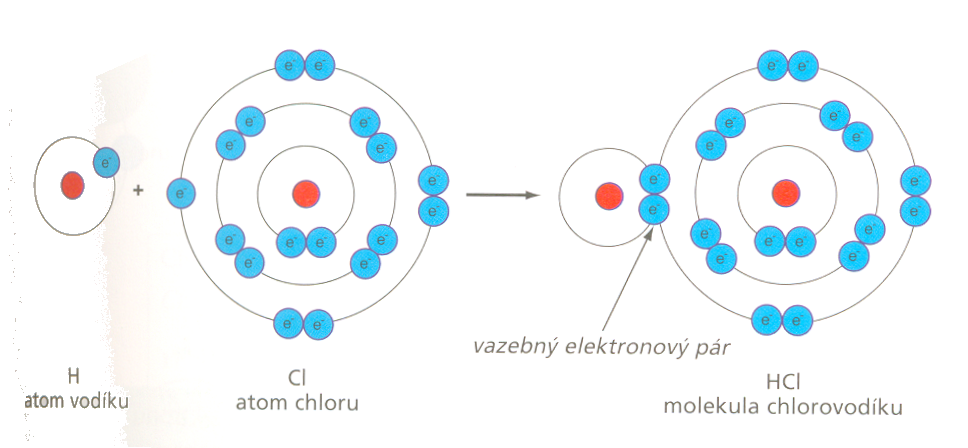 e⁻ e⁻ e⁻ e⁻
e⁻ e⁻ e⁻ e⁻ e⁻ e⁻ e⁻ e⁻
e⁻ e⁻ e⁻ e⁻ e⁻
+ e⁻ e⁻ e⁻ e⁻
e⁻ e⁻ e⁻ e⁻ e⁻ e⁻ e⁻ e⁻ e⁻ e⁻ e⁻ e⁻
e⁻ e⁻ e⁻ e⁻
vazebný elektronový pár
H
atom vodíku
Cl
atom chloru
HCl
molekula chlorovodíku